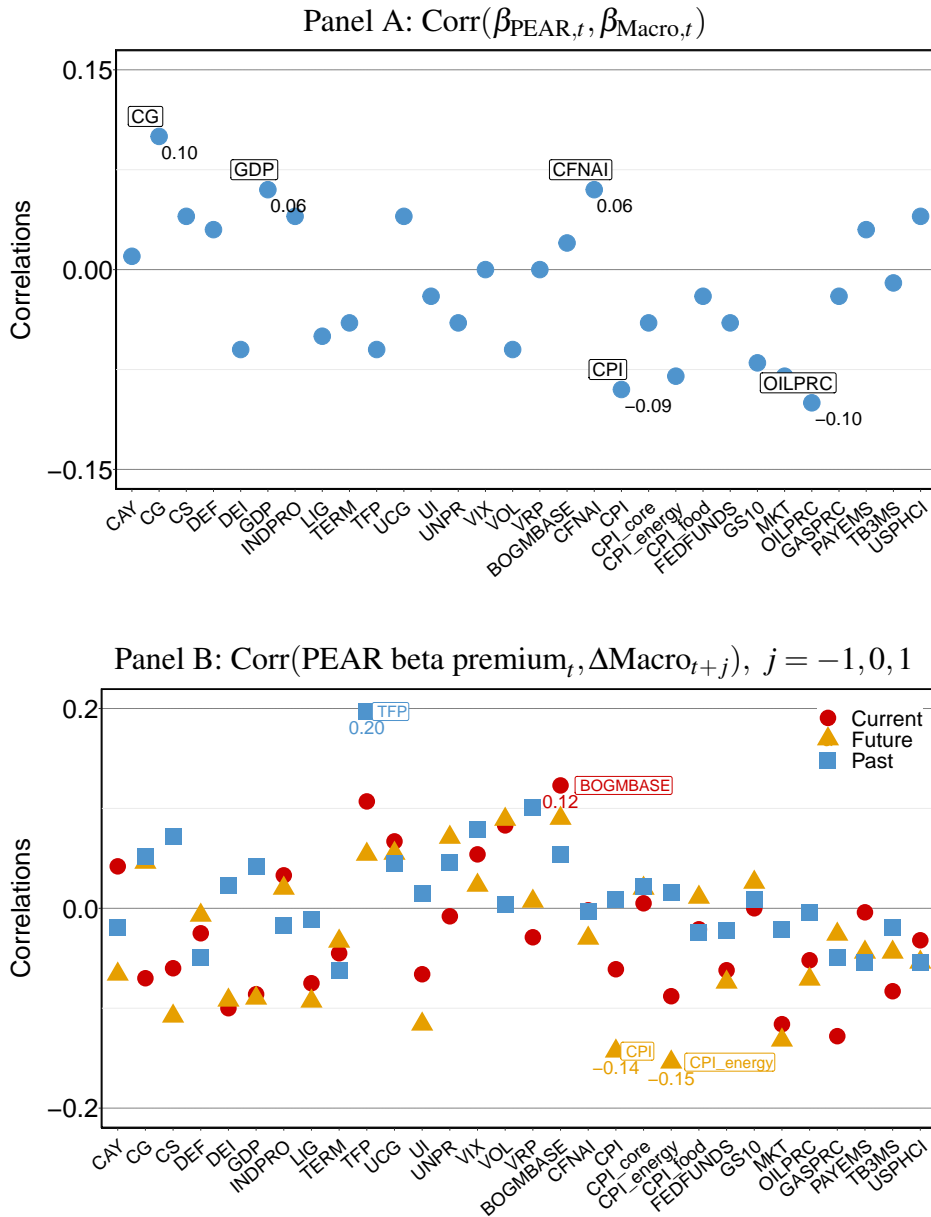 Panel A: Corr(β_PEAR,t, β_Macro,t)
0.15
0.00
−0.15
Correlations
CG
0.10
GDP
0.06
CFNAI
0.06
CPI
−0.09
OILPRC
−0.10
CAY CG CS DEF DEI GDP INDPRO LIG TERM TFP UCG UI UNPR VIX VOL VRP BOGMBASE CFNAI CPI CPI_core CPI_energy CPI_food FEDFUNDS GS10 MKT OILPRC GASPRC PAYEMS TB3MS USPHCI
Panel B: Corr(PEAR beta premium_t, ΔMacro_t+j), j = −1,0,1
0.2
0.0
−0.2
Correlations
TFP
0.20
Current
Future
Past
BOGMBASE
0.12
CPI
−0.14
CPI_energy
−0.15
CAY CG CS DEF DEI GDP INDPRO LIG TERM TFP UCG UI UNPR VIX VOL VRP BOGMBASE CFNAI CPI CPI_core CPI_energy CPI_food FEDFUNDS GS10 MKT OILPRC GASPRC PAYEMS TB3MS USPHCI